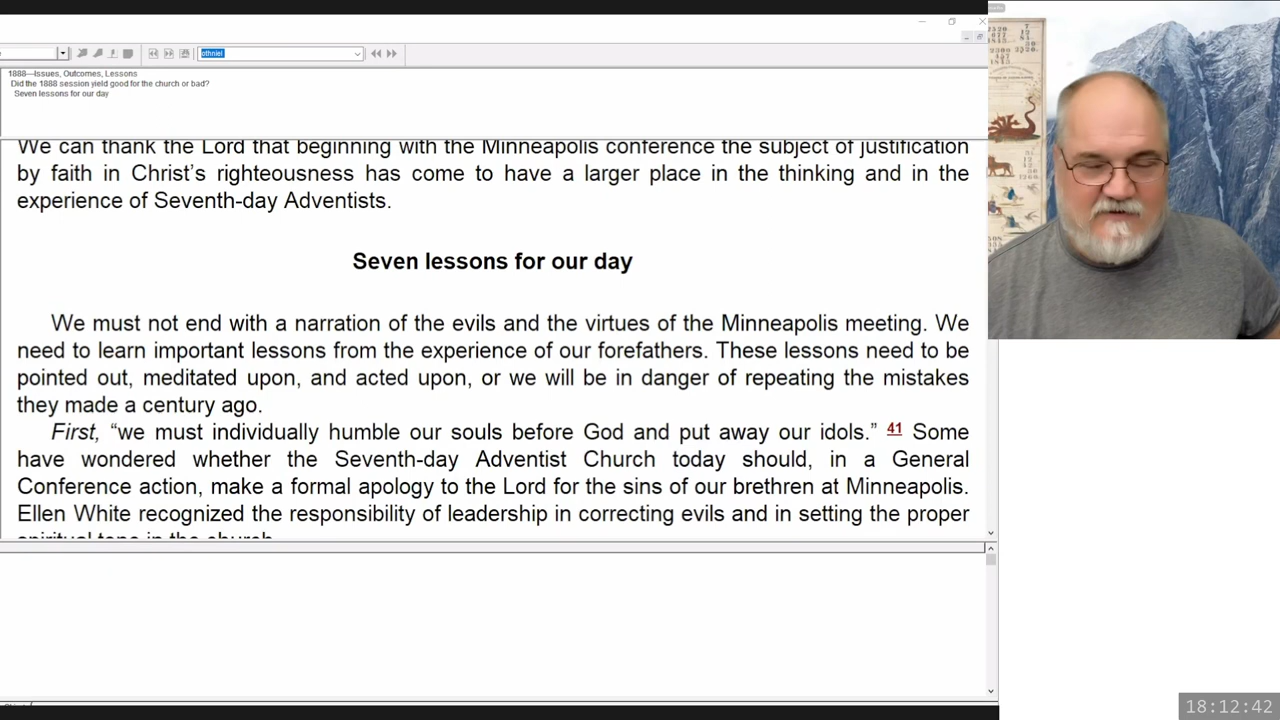 othniel
1888—Issues, Outcomes, Lessons
Did the 1888 session yield good for the church or bad?
Seven lessons for our day
We can thank the Lord that beginning with the Minneapolis conference the subject of justification
by faith in Christ's righteousness has come to have a larger place in the thinking and in the
experience of Seventh-day Adventists.
Seven lessons for our day
We must not end with a narration of the evils and the virtues of the Minneapolis meeting. We
need to learn important lessons from the experience of our forefathers. These lessons need to be
pointed out, meditated upon, and acted upon, or we will be in danger of repeating the mistakes
they made a century ago.
First, “we must individually humble our souls before God and put away our idols.” 41 Some
have wondered whether the Seventh-day Adventist Church today should, in a General
Conference action, make a formal apology to the Lord for the sins of our brethren at Minneapolis.
Ellen White recognized the responsibility of leadership in correcting evils and in setting the proper
spiritual tone in the church.
18:12:42